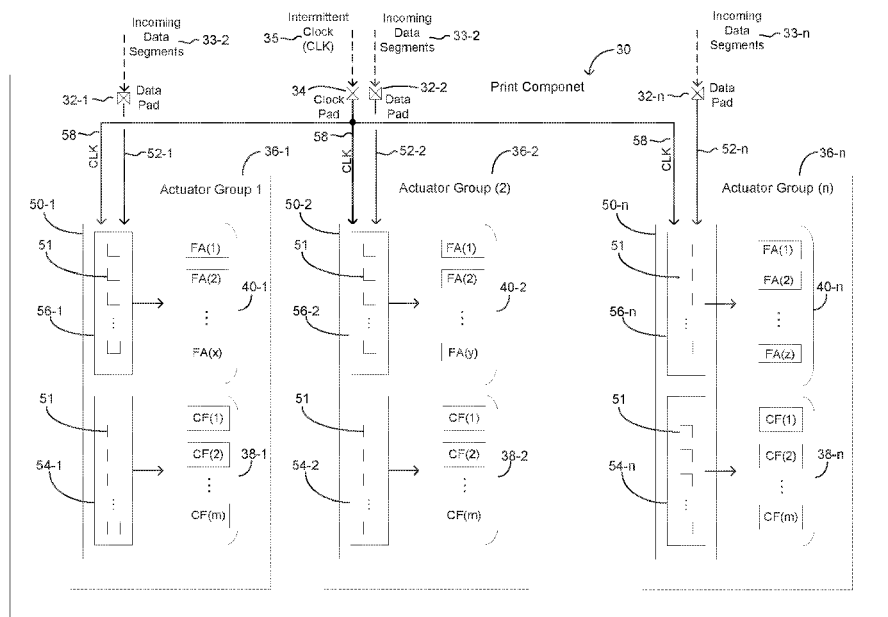 Incoming
Data
Segments
33-2
Intermittent
Clock
(CLK)
35
Incoming
Data
Segments
33-2
Incoming
Data
Segments
33-n
30
32-1
Data
Pad
34
Clock
Pad
32-2
Data
Pad
Print Componet
32-n
Data
Pad
58
CLK
52-1
36-1
58
CLK
52-2
36-2
58
CLK
52-n
36-n
Actuator Group 1
Actuator Group (2)
Actuator Group (n)
50-1
51
56-1
FA(1)
FA(2)
FA(x)
40-1
50-2
51
56-2
FA(1)
FA(2)
FA(y)
40-2
50-n
51
56-n
FA(1)
FA(2)
FA(z)
40-n
51
54-1
CF(1)
CF(2)
CF(m)
38-1
51
54-2
CF(1)
CF(2)
CF(m)
38-2
51
54-n
CF(1)
CF(2)
CF(m)
38-n